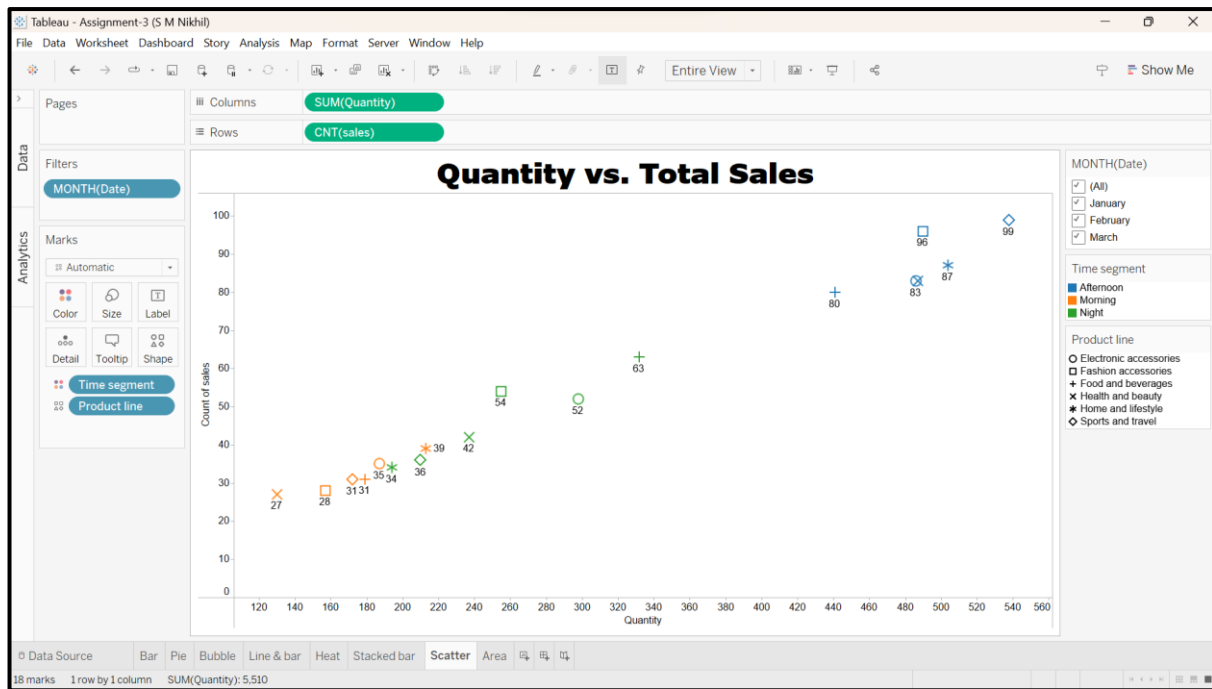 Tableau - Assignment-3 (S M Nikhil)
File Data Worksheet Dashboard Story Analysis Map Format Server Window Help
Entire View
Show Me
Data
Analytics
Pages
Filters
MONTH(Date)
Marks
Automatic
Color Size Label
Detail Tooltip Shape
Time segment
Product line
Columns SUM(Quantity)
Rows CNT(sales)
Quantity vs. Total Sales
Count of sales
100
90
80
70
60
50
40
30
20
10
0
99
96
87
83
80
63
54
52
42
39
36
35
34
31
31
28
27
120 140 160 180 200 220 240 260 280 300 320 340 360 380 400 420 440 460 480 500 520 540 560
Quantity
MONTH(Date)
(All)
January
February
March
Time segment
Afternoon
Morning
Night
Product line
Electronic accessories
Fashion accessories
Food and beverages
Health and beauty
Home and lifestyle
Sports and travel
Data Source Bar Pie Bubble Line & bar Heat Stacked bar Scatter Area
18 marks 1 row by 1 column SUM(Quantity): 5,510